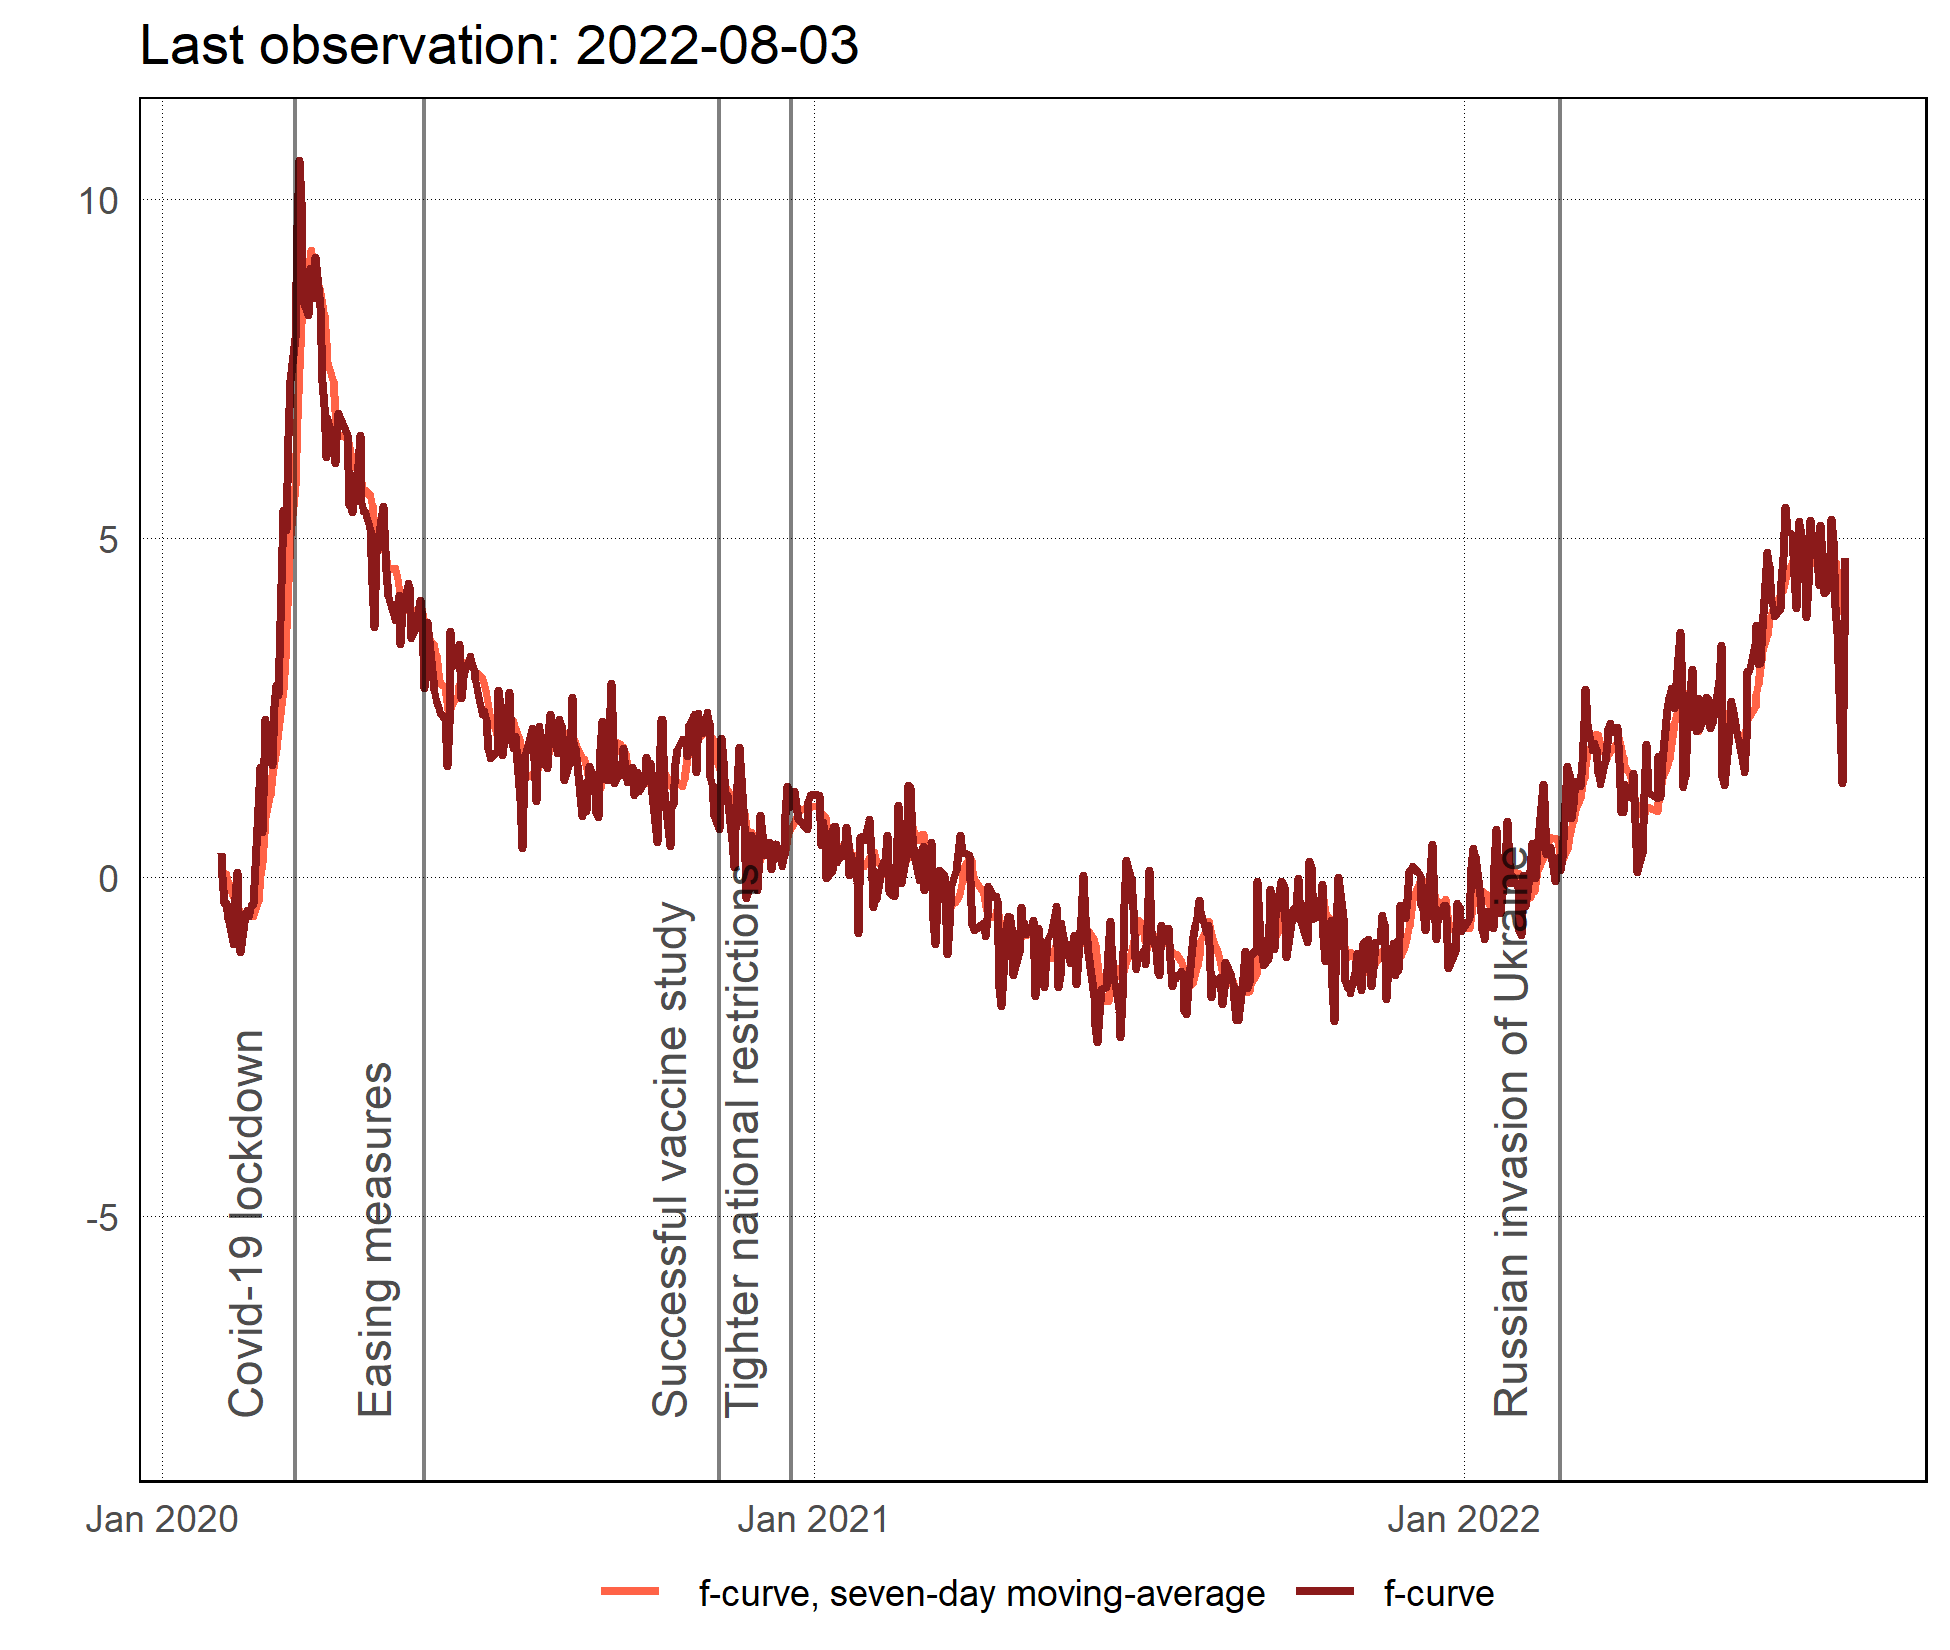 Last observation: 2022-08-03
10
5
0
-5
Covid-19 lockdown
Easing measures
Successful vaccine study
Tighter national restrictions
Russian invasion of Ukraine
Jan 2020
Jan 2021
Jan 2022
f-curve, seven-day moving-average
f-curve